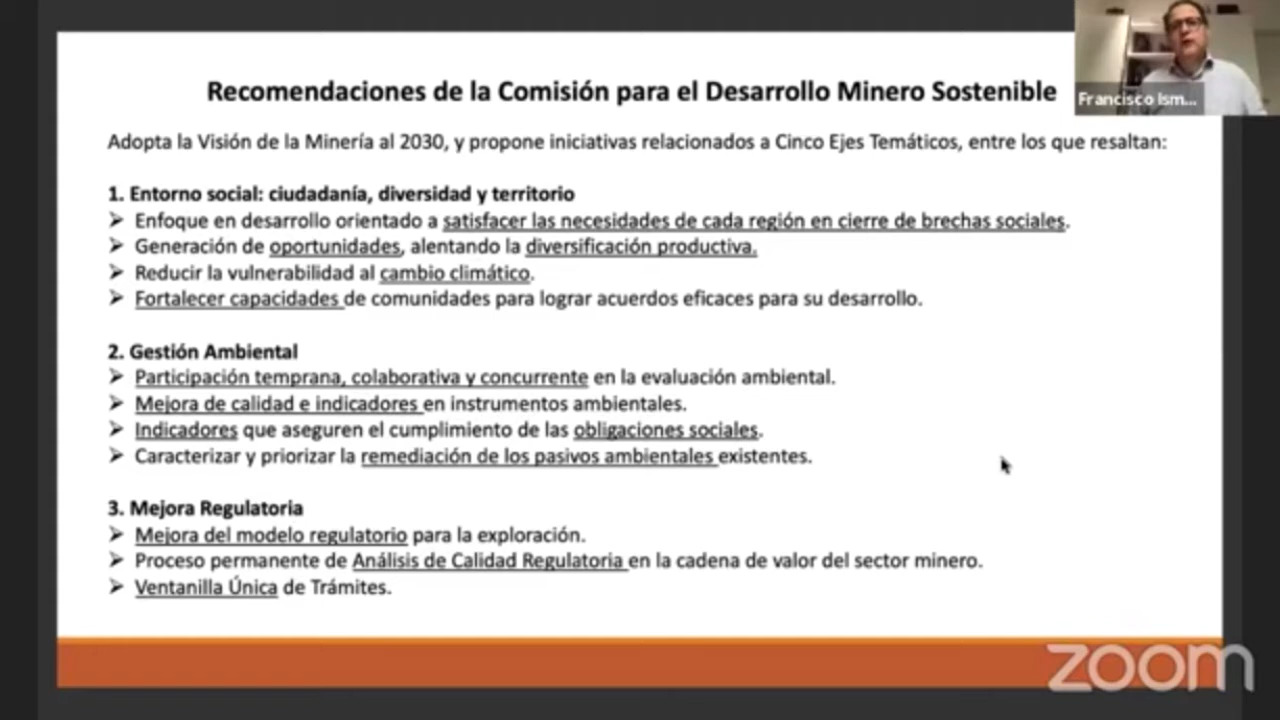 Recomendaciones de la Comisión para el Desarrollo Minero Sostenible
Francisco Ism...
Adopta la Visión de la Minería al 2030, y propone iniciativas relacionados a Cinco Ejes Temáticos, entre los que resaltan:
1. Entorno social: ciudadanía, diversidad y territorio
➢ Enfoque en desarrollo orientado a satisfacer las necesidades de cada región en cierre de brechas sociales.
➢ Generación de oportunidades, alentando la diversificación productiva.
➢ Reducir la vulnerabilidad al cambio climático.
➢ Fortalecer capacidades de comunidades para lograr acuerdos eficaces para su desarrollo.
2. Gestión Ambiental
➢ Participación temprana, colaborativa y concurrente en la evaluación ambiental.
➢ Mejora de calidad e indicadores en instrumentos ambientales.
➢ Indicadores que aseguren el cumplimiento de las obligaciones sociales.
➢ Caracterizar y priorizar la remediación de los pasivos ambientales existentes.
3. Mejora Regulatoria
➢ Mejora del modelo regulatorio para la exploración.
➢ Proceso permanente de Análisis de Calidad Regulatoria en la cadena de valor del sector minero.
➢ Ventanilla Única de Trámites.
zoom